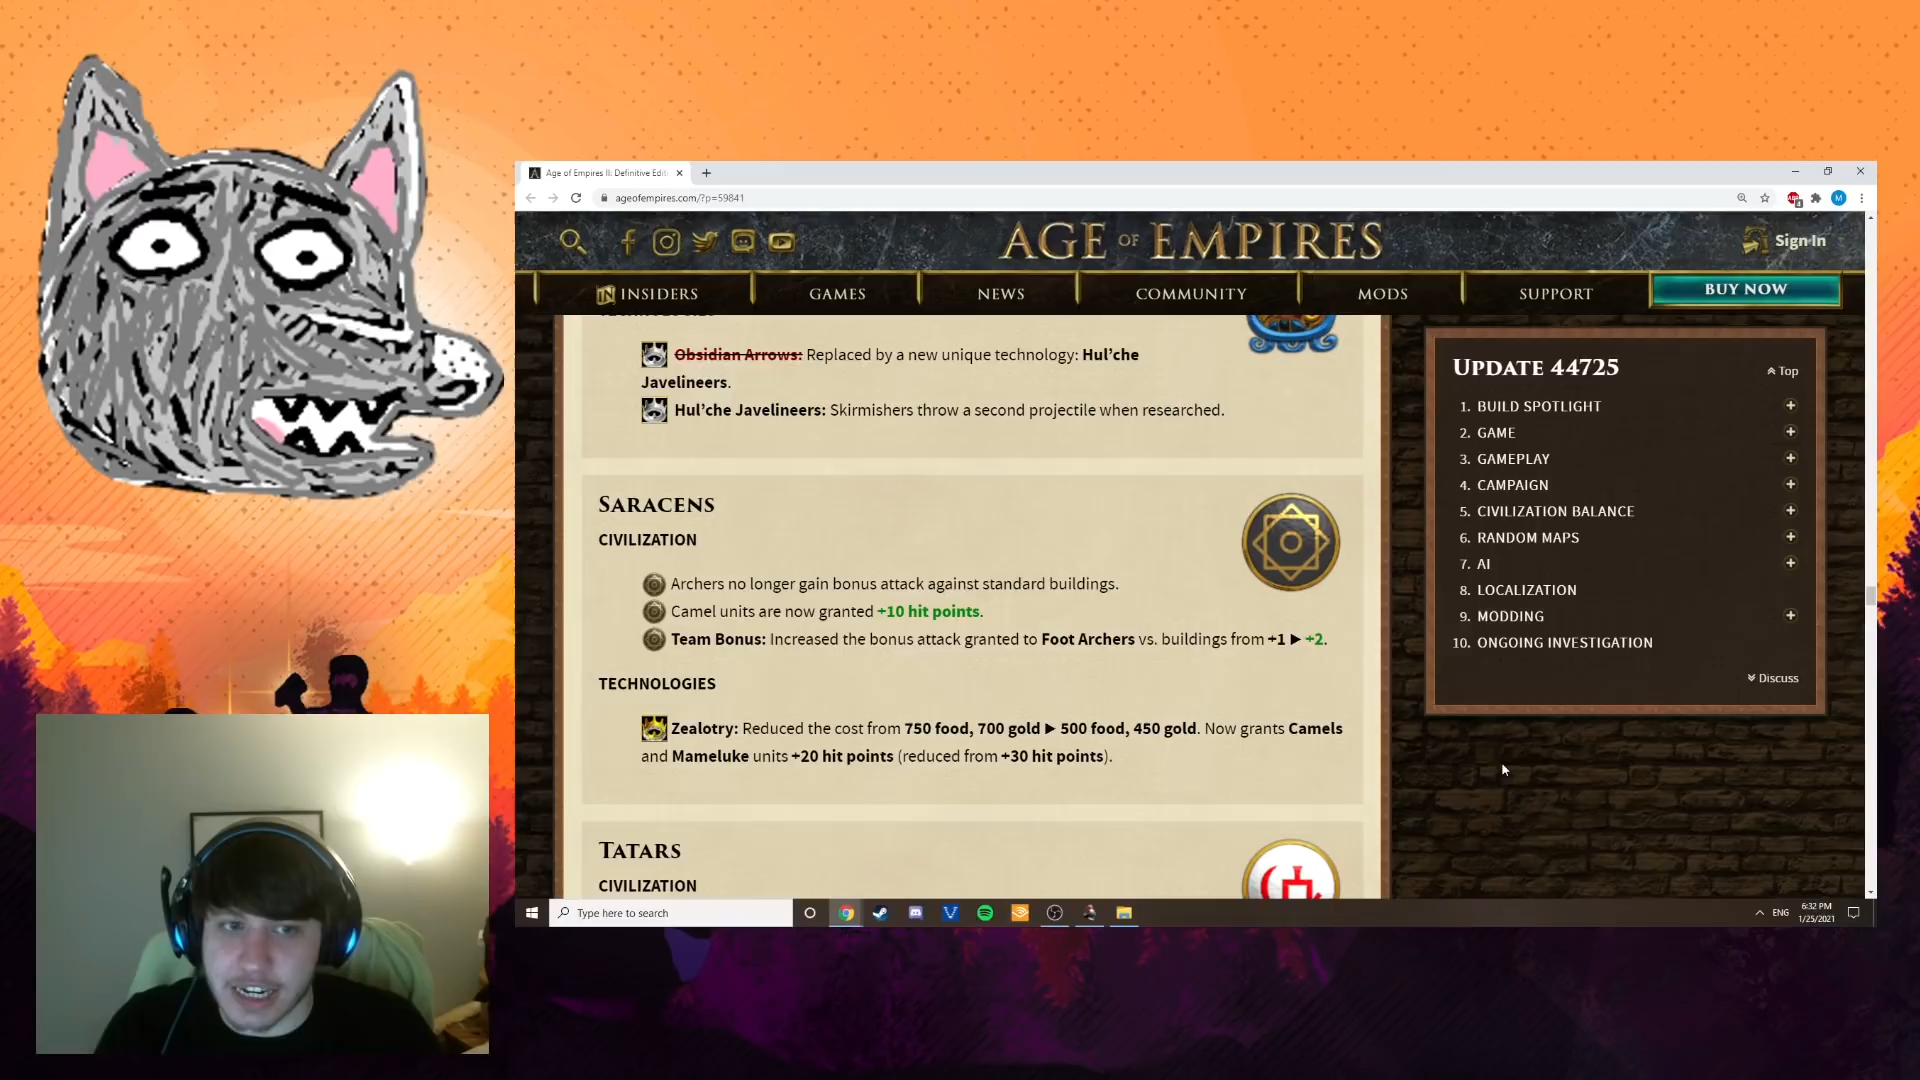 Age of Empires II: Definitive Editi
ageofempires.com/?p=59841
AGE OF EMPIRES
Sign In
INSIDERS
GAMES
NEWS
COMMUNITY
MODS
SUPPORT
BUY NOW
Obsidian Arrows: Replaced by a new unique technology: Hul’che
Javelineers.
Hul’che Javelineers: Skirmishers throw a second projectile when researched.
SARACENS
CIVILIZATION
Archers no longer gain bonus attack against standard buildings.
Camel units are now granted +10 hit points.
Team Bonus: Increased the bonus attack granted to Foot Archers vs. buildings from +1 ▶ +2.
TECHNOLOGIES
Zealotry: Reduced the cost from 750 food, 700 gold ▶ 500 food, 450 gold. Now grants Camels
and Mameluke units +20 hit points (reduced from +30 hit points).
TATARS
CIVILIZATION
UPDATE 44725
Top
1. BUILD SPOTLIGHT
2. GAME
3. GAMEPLAY
4. CAMPAIGN
5. CIVILIZATION BALANCE
6. RANDOM MAPS
7. AI
8. LOCALIZATION
9. MODDING
10. ONGOING INVESTIGATION
Discuss
Type here to search
ENG
6:32 PM
1/25/2021